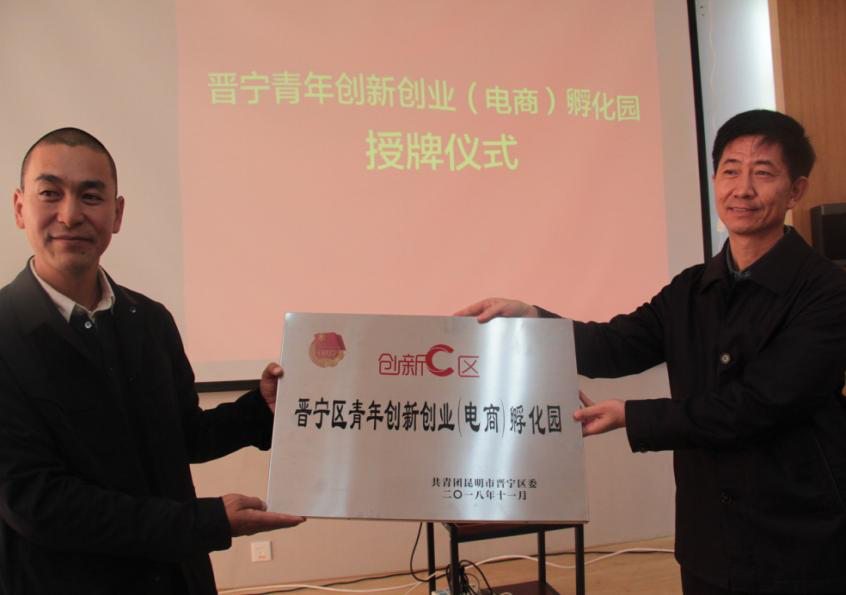 晋宁青年创新创业（电商）孵化园
授牌仪式
创新C区
晋宁区青年创新创业(电商)孵化园
共青团昆明市晋宁区委
二〇一八年十一月